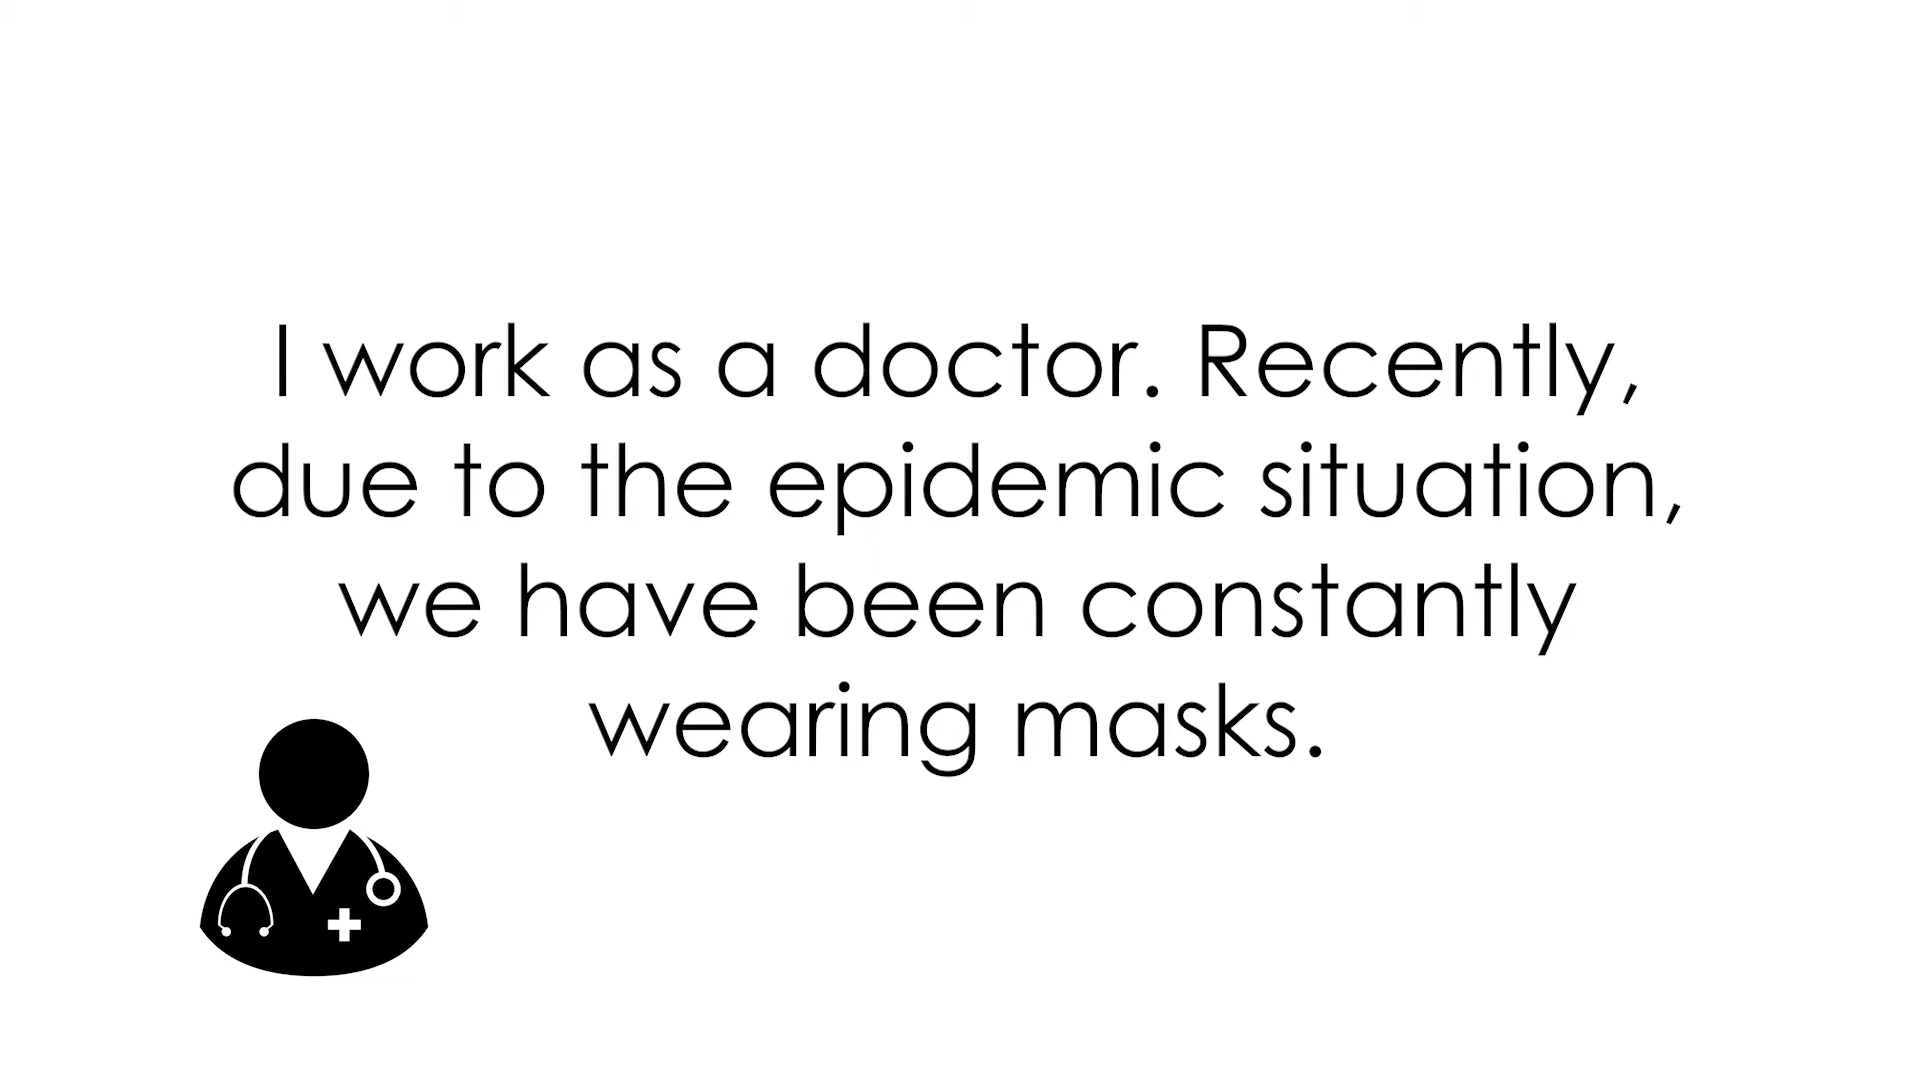 I work as a doctor. Recently,
due to the epidemic situation,
we have been constantly
wearing masks.